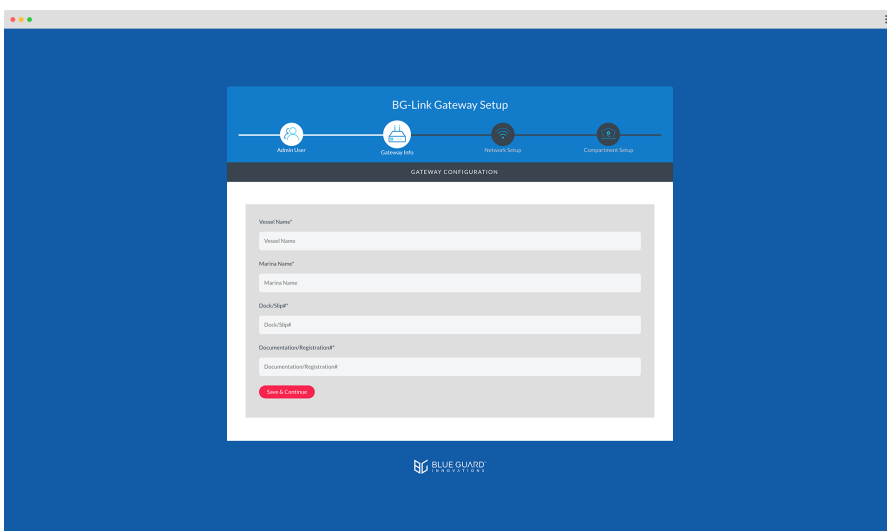 BG-Link Gateway Setup
Admin User
Gateway Info
Network Setup
Compartment Setup
GATEWAY CONFIGURATION
Vessel Name*
Vessel Name
Marina Name*
Marina Name
Dock/Slip#*
Dock/Slip#
Documentation/Registration#*
Documentation/Registration#
Save & Continue
BG BLUE GUARD
INNOVATIONS